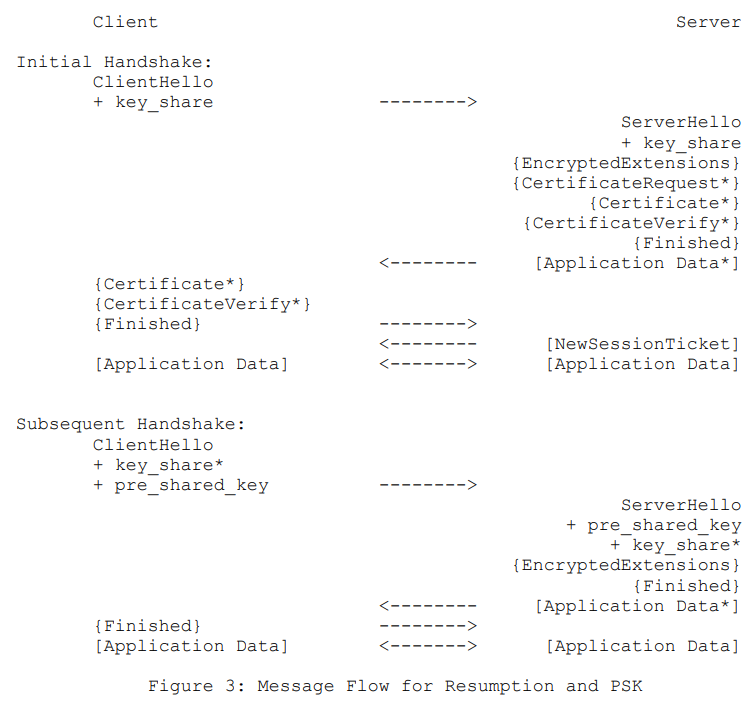 Client Server
Initial Handshake:
ClientHello
+ key_share -------->
ServerHello
+ key_share
{EncryptedExtensions}
{CertificateRequest*}
{Certificate*}
{CertificateVerify*}
{Finished}
<-------- [Application Data*]
{Certificate*}
{CertificateVerify*}
{Finished} -------->
<-------- [NewSessionTicket]
[Application Data] <-------> [Application Data]
Subsequent Handshake:
ClientHello
+ key_share*
+ pre_shared_key -------->
ServerHello
+ pre_shared_key
+ key_share*
{EncryptedExtensions}
{Finished}
<-------- [Application Data*]
{Finished} -------->
[Application Data] <-------> [Application Data]
Figure 3: Message Flow for Resumption and PSK